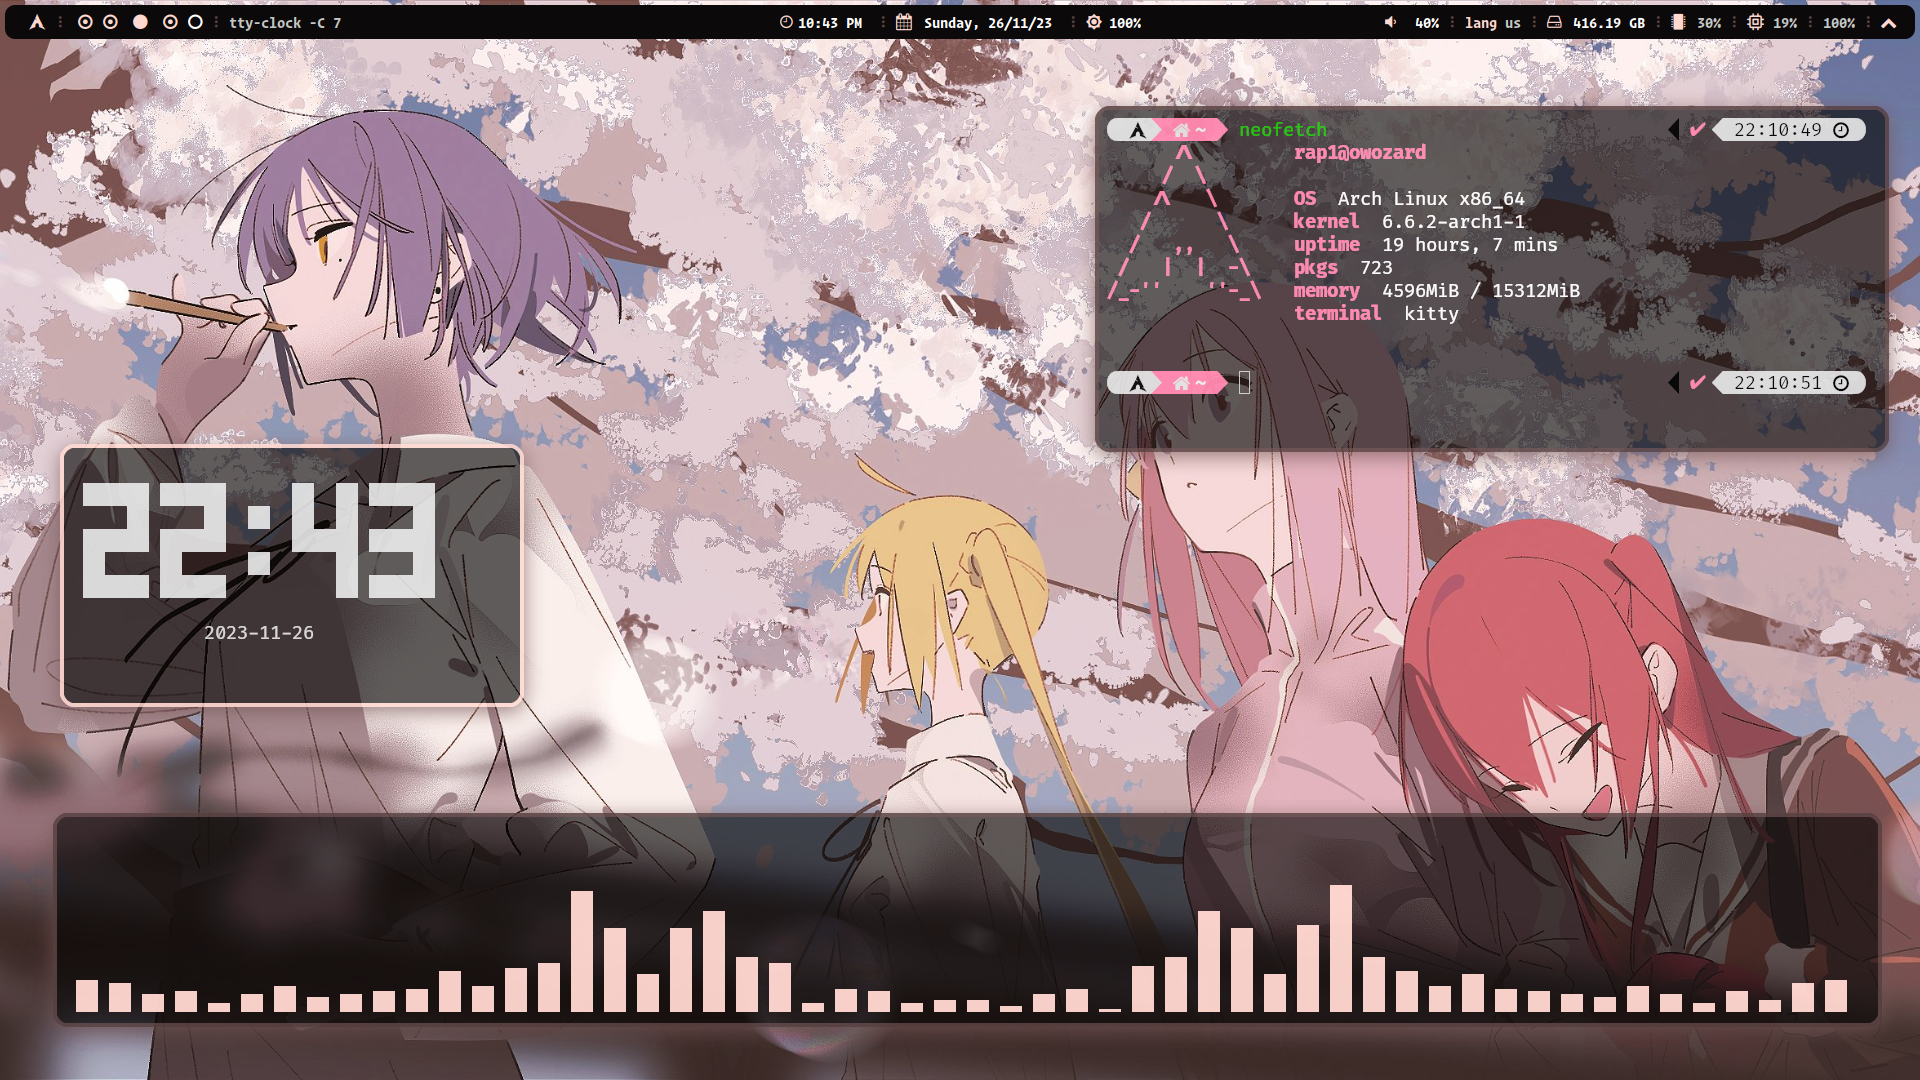 tty-clock -C 7 10:43 PM Sunday, 26/11/23 100% 40% lang us 416.19 GB 30% 19% 100%
~ neofetch 22:10:49
rap1@owozard
OS Arch Linux x86_64
kernel 6.6.2-arch1-1
uptime 19 hours, 7 mins
pkgs 723
memory 4596MiB / 15312MiB
terminal kitty
~ 22:10:51
22:43
2023-11-26